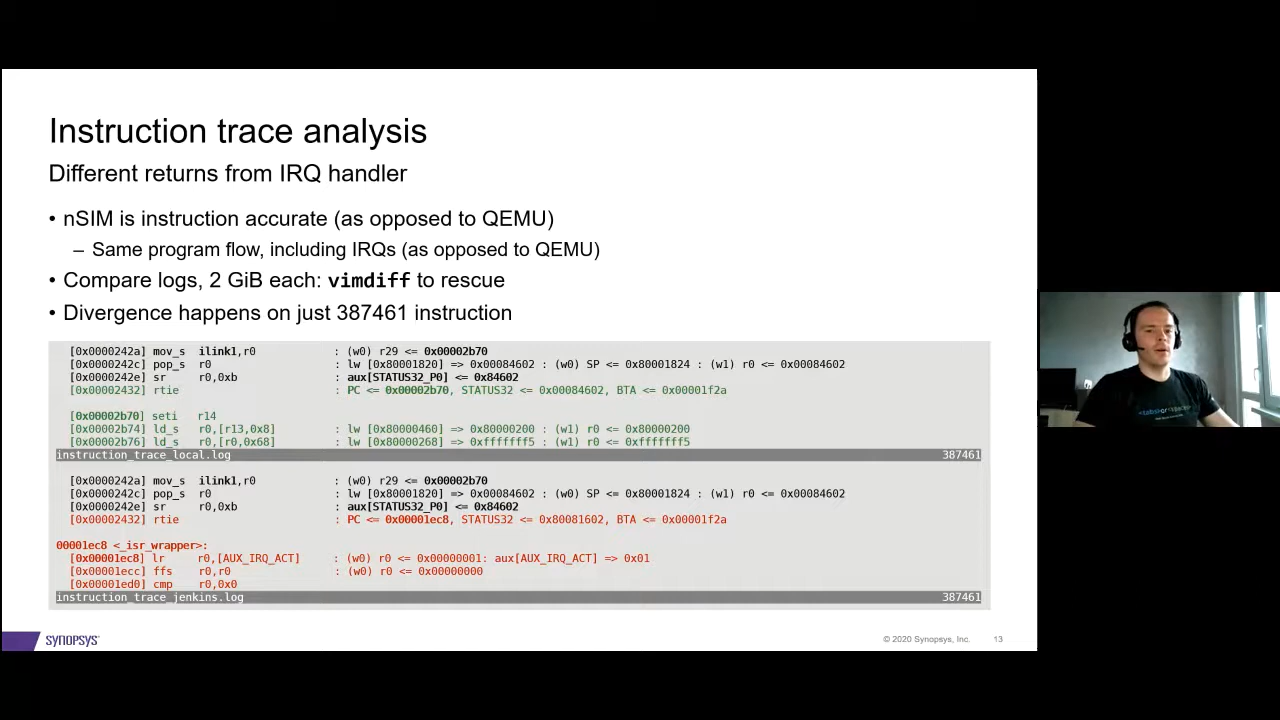 Instruction trace analysis
Different returns from IRQ handler
• nSIM is instruction accurate (as opposed to QEMU)
– Same program flow, including IRQs (as opposed to QEMU)
• Compare logs, 2 GiB each: vimdiff to rescue
• Divergence happens on just 387461 instruction
[0x0000242a] mov_s ilink1,r0 : (w0) r29 <= 0x00002b70
[0x0000242c] pop_s r0 : lw [0x80001820] => 0x00084602 : (w0) SP <= 0x80001824 : (w1) r0 <= 0x00084602
[0x0000242e] sr r0,0xb : aux[STATUS32_P0] <= 0x84602
[0x00002432] rtie : PC <= 0x00002b70, STATUS32 <= 0x00084602, BTA <= 0x00001f2a
[0x00002b70] seti r14
[0x00002b74] ld_s r0,[r13,0x8] : lw [0x80000460] => 0x80000200 : (w1) r0 <= 0x80000200
[0x00002b76] ld_s r0,[r0,0x68] : lw [0x80000268] => 0xfffffff5 : (w1) r0 <= 0xfffffff5
instruction_trace_local.log 387461
[0x0000242a] mov_s ilink1,r0 : (w0) r29 <= 0x00002b70
[0x0000242c] pop_s r0 : lw [0x80001820] => 0x00084602 : (w0) SP <= 0x80001824 : (w1) r0 <= 0x00084602
[0x0000242e] sr r0,0xb : aux[STATUS32_P0] <= 0x84602
[0x00002432] rtie : PC <= 0x00001ec8, STATUS32 <= 0x80081602, BTA <= 0x00001f2a
00001ec8 <_isr_wrapper>:
[0x00001ec8] lr r0,[AUX_IRQ_ACT] : (w0) r0 <= 0x00000001: aux[AUX_IRQ_ACT] => 0x01
[0x00001ecc] ffs r0,r0 : (w0) r0 <= 0x00000000
[0x00001ed0] cmp r0,0x0
instruction_trace_jenkins.log 387461
SYNOPSYS®
© 2020 Synopsys, Inc. 13